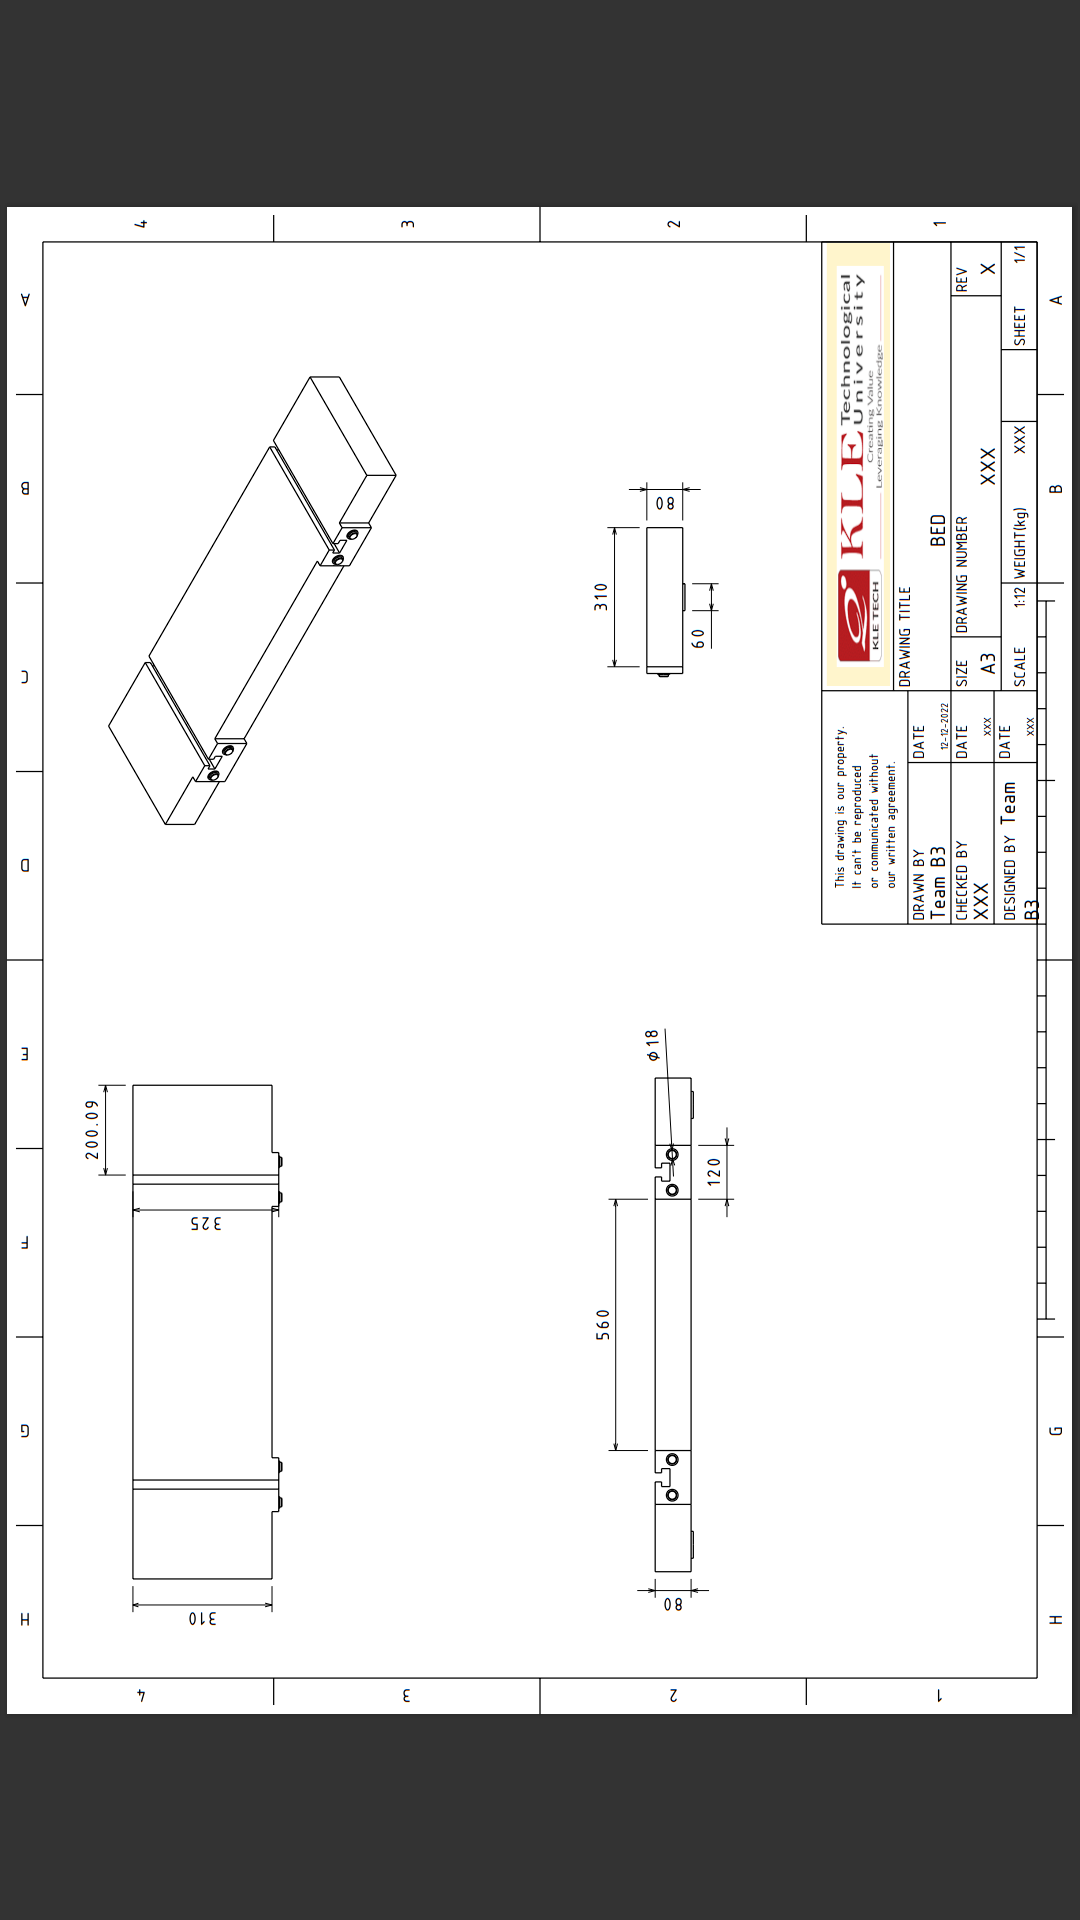 4
3
2
1
A
B
C
D
E
F
G
H
A
B
G
H
4
3
2
1
200.09
325
310
310
80
60
φ18
120
560
80
KLE TECH
KLE Technological University
Creating Value
Leveraging Knowledge
This drawing is our property.
It can't be reproduced
or communicated without
our written agreement.
DRAWING TITLE
BED
DRAWN BY
Team B3
DATE
12-12-2022
CHECKED BY
XXX
DATE
XXX
DESIGNED BY Team
B3
DATE
XXX
SIZE
A3
DRAWING NUMBER
XXX
REV
X
SCALE 1:12
WEIGHT(kg) XXX
SHEET 1/1